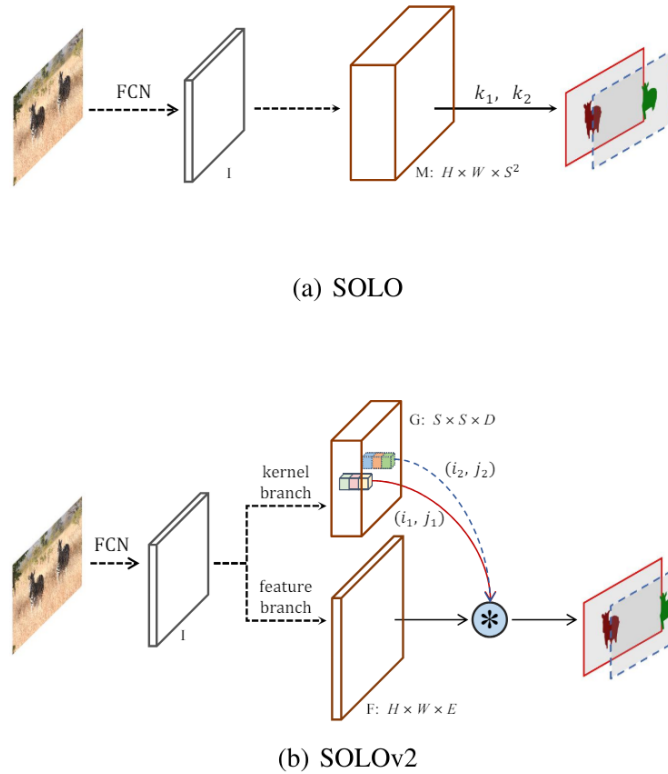 FCN
k₁, k₂
I
M: H × W × S²
(a) SOLO
G: S × S × D
kernel
branch
(i₂, j₂)
(i₁, j₁)
FCN
feature
branch
*
I
F: H × W × E
(b) SOLOv2